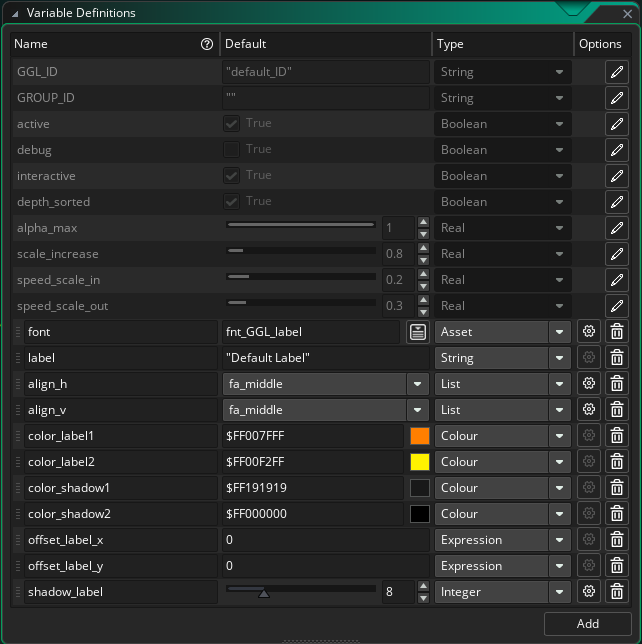 Variable Definitions
Name Default Type Options
GGL_ID "default_ID" String
GROUP_ID "" String
active True Boolean
debug True Boolean
interactive True Boolean
depth_sorted True Boolean
alpha_max 1 Real
scale_increase 0.8 Real
speed_scale_in 0.2 Real
speed_scale_out 0.3 Real
font fnt_GGL_label Asset
label "Default Label" String
align_h fa_middle List
align_v fa_middle List
color_label1 $FF007FFF Colour
color_label2 $FF00F2FF Colour
color_shadow1 $FF191919 Colour
color_shadow2 $FF000000 Colour
offset_label_x 0 Expression
offset_label_y 0 Expression
shadow_label 8 Integer
Add